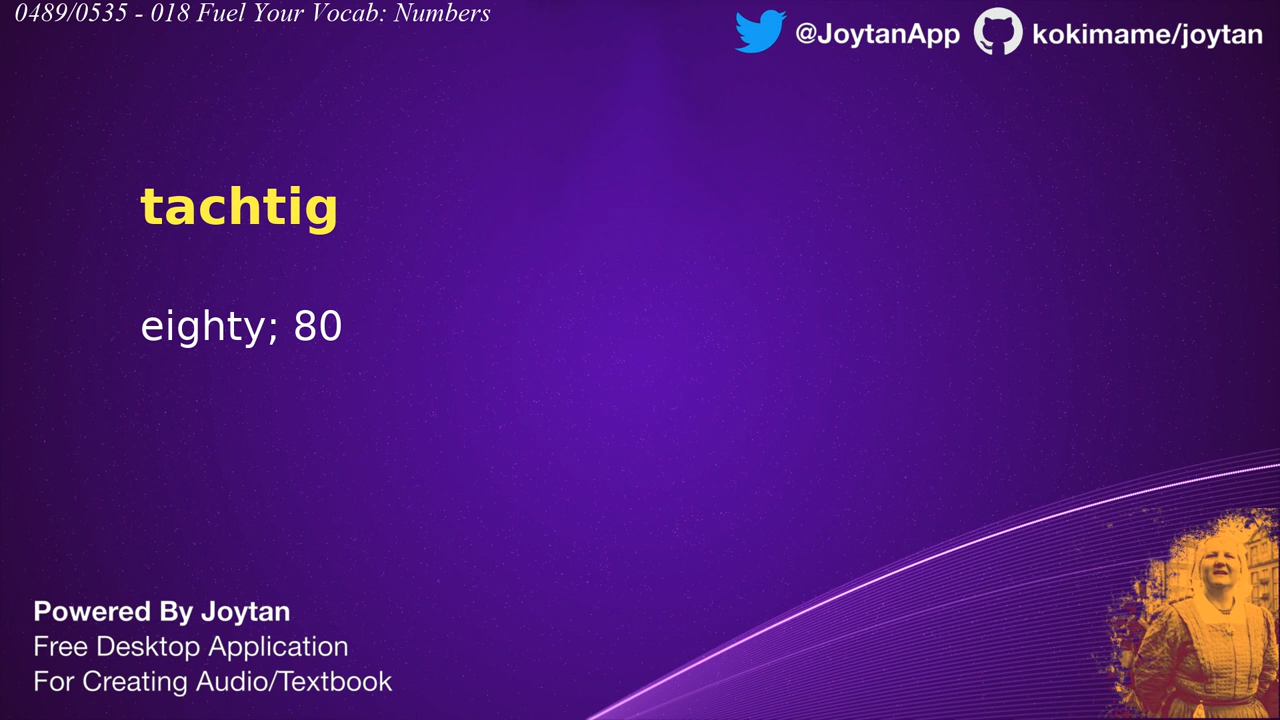 0489/0535 - 018 Fuel Your Vocab: Numbers
@JoytanApp kokimame/joytan
tachtig
eighty; 80
Powered By Joytan
Free Desktop Application
For Creating Audio/Textbook